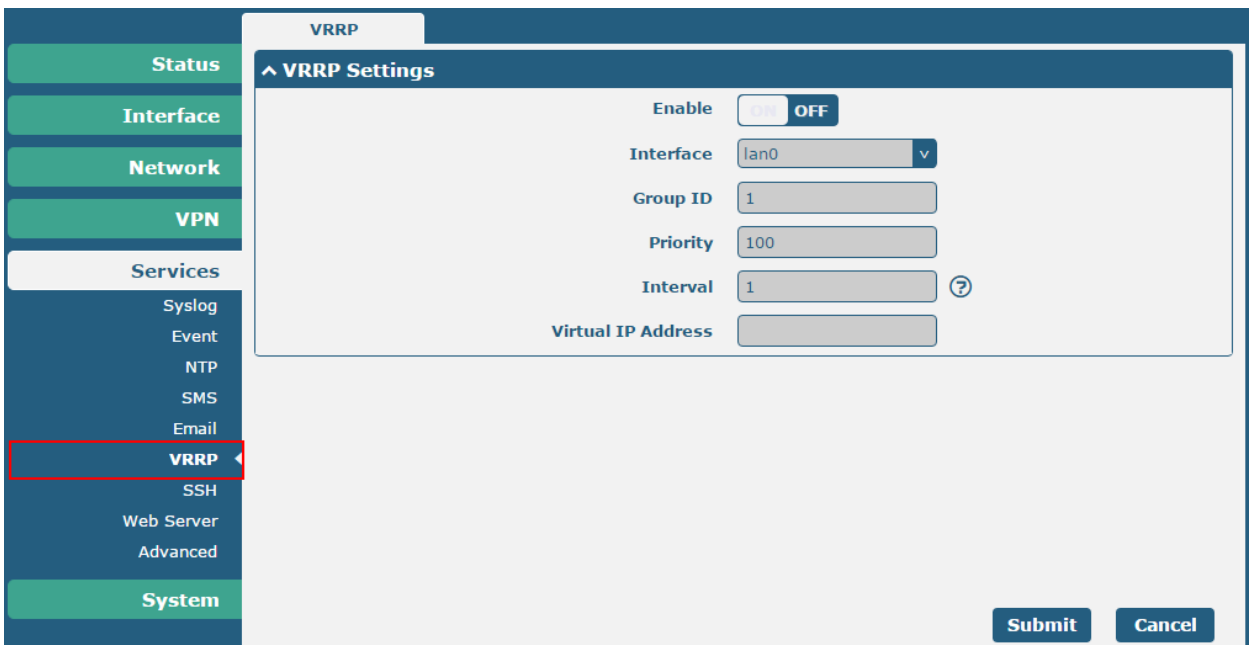 VRRP
Status
Interface
Network
VPN
Services
Syslog
Event
NTP
SMS
Email
VRRP
SSH
Web Server
Advanced
System
VRRP Settings
Enable ON OFF
Interface lan0 v
Group ID 1
Priority 100
Interval 1 ?
Virtual IP Address
Submit Cancel